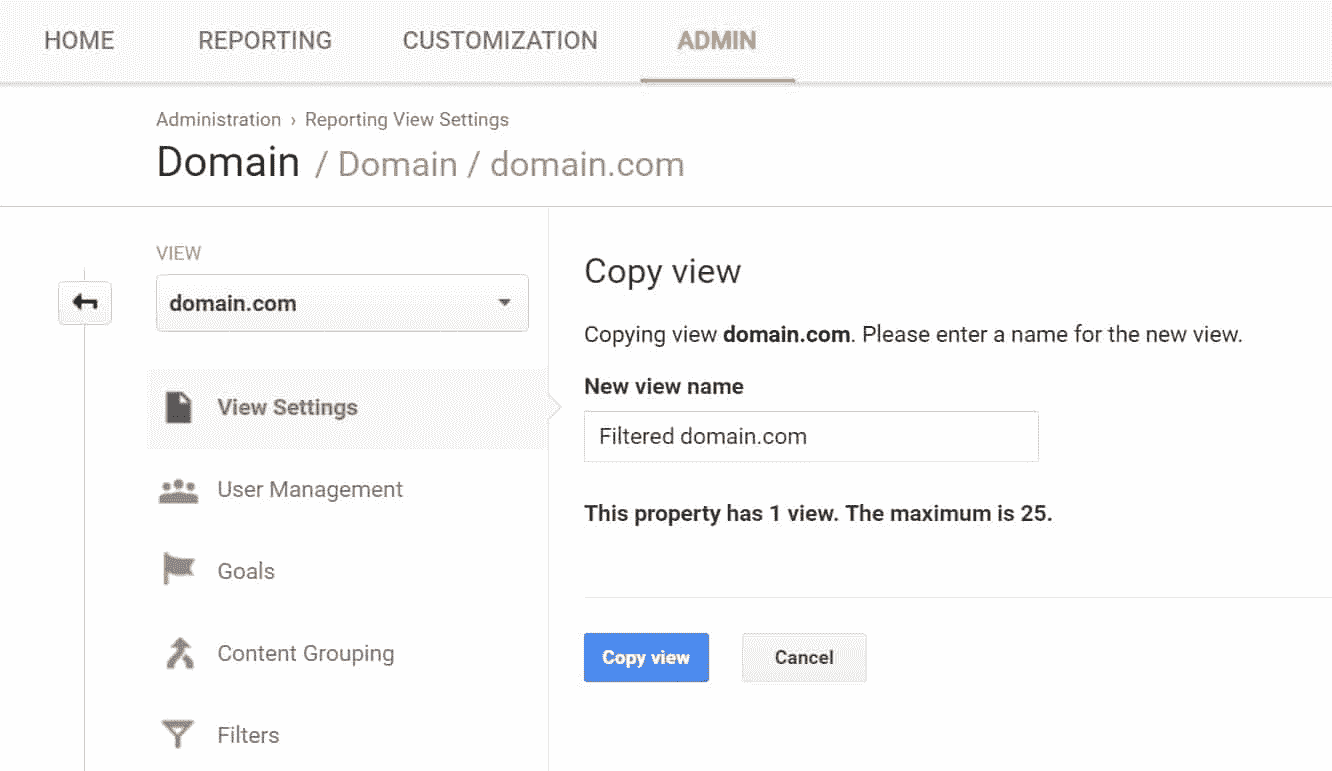 HOME REPORTING CUSTOMIZATION ADMIN
Administration › Reporting View Settings
Domain / Domain / domain.com
VIEW
domain.com
View Settings
User Management
Goals
Content Grouping
Filters
Copy view
Copying view domain.com. Please enter a name for the new view.
New view name
Filtered domain.com
This property has 1 view. The maximum is 25.
Copy view Cancel